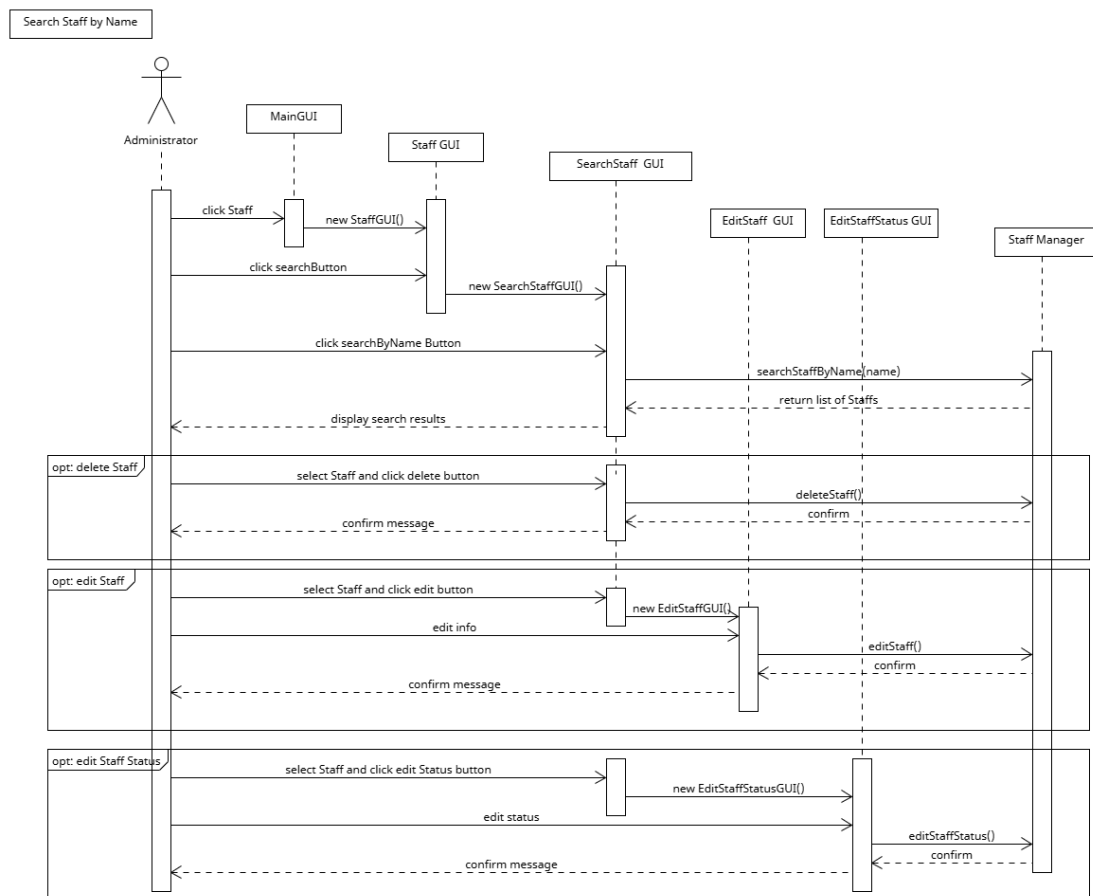 Search Staff by Name
Administrator
MainGUI
Staff GUI
SearchStaff  GUI
EditStaff  GUI
EditStaffStatus GUI
Staff Manager
click Staff
new StaffGUI()
click searchButton
new SearchStaffGUI()
click searchByName Button
searchStaffByName(name)
return list of Staffs
display search results
opt: delete Staff
select Staff and click delete button
deleteStaff()
confirm
confirm message
opt: edit Staff
select Staff and click edit button
new EditStaffGUI()
edit info
editStaff()
confirm
confirm message
opt: edit Staff Status
select Staff and click edit Status button
new EditStaffStatusGUI()
edit status
editStaffStatus()
confirm
confirm message